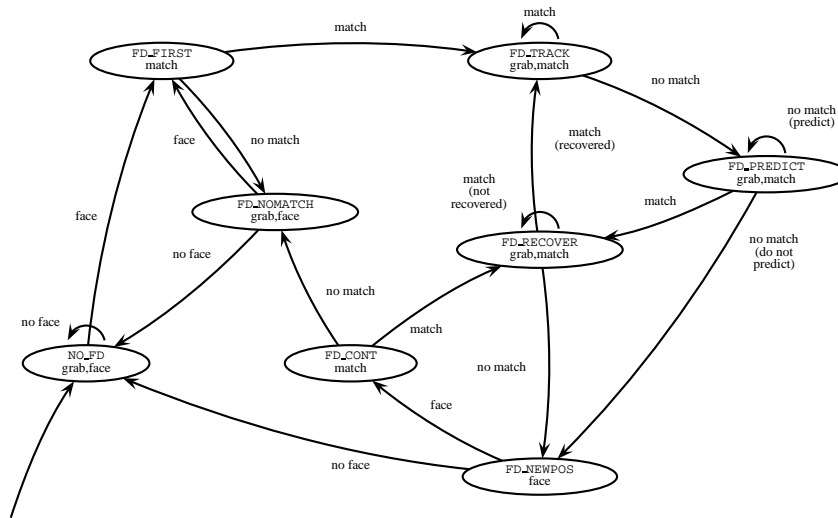 match
match
FD_FIRST
match
FD_TRACK
grab,match
no match
no match
(predict)
face
no match
match
(recovered)
FD_PREDICT
grab,match
match
(not
recovered)
match
FD_NOMATCH
grab,face
face
FD_RECOVER
grab,match
no match
(do not
predict)
no face
no match
no face
match
NO_FD
grab,face
FD_CONT
match
no match
face
no face
FD_NEWPOS
face